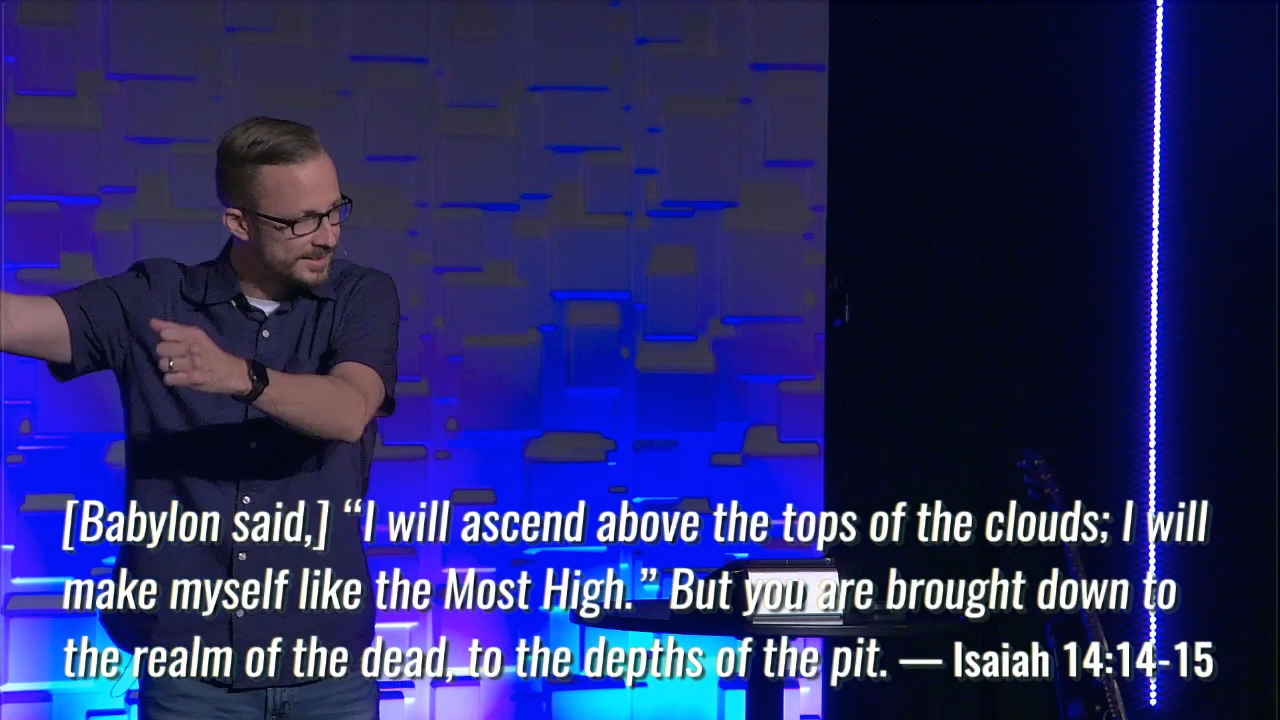 [Babylon said,] “I will ascend above the tops of the clouds; I will
make myself like the Most High.” But you are brought down to
the realm of the dead, to the depths of the pit. — Isaiah 14:14-15